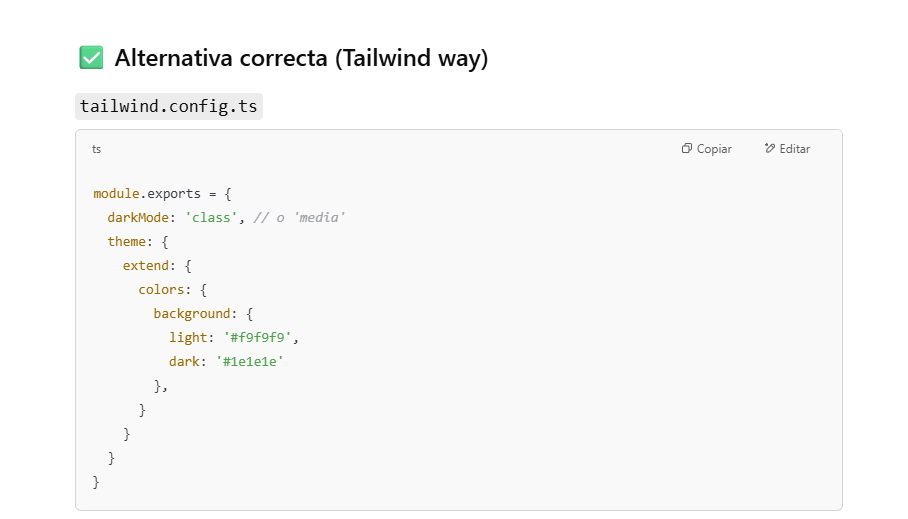 ✅ Alternativa correcta (Tailwind way)
tailwind.config.ts
ts Copiar Editar
module.exports = {
  darkMode: 'class', // o 'media'
  theme: {
    extend: {
      colors: {
        background: {
          light: '#f9f9f9',
          dark: '#1e1e1e'
        },
      }
    }
  }
}